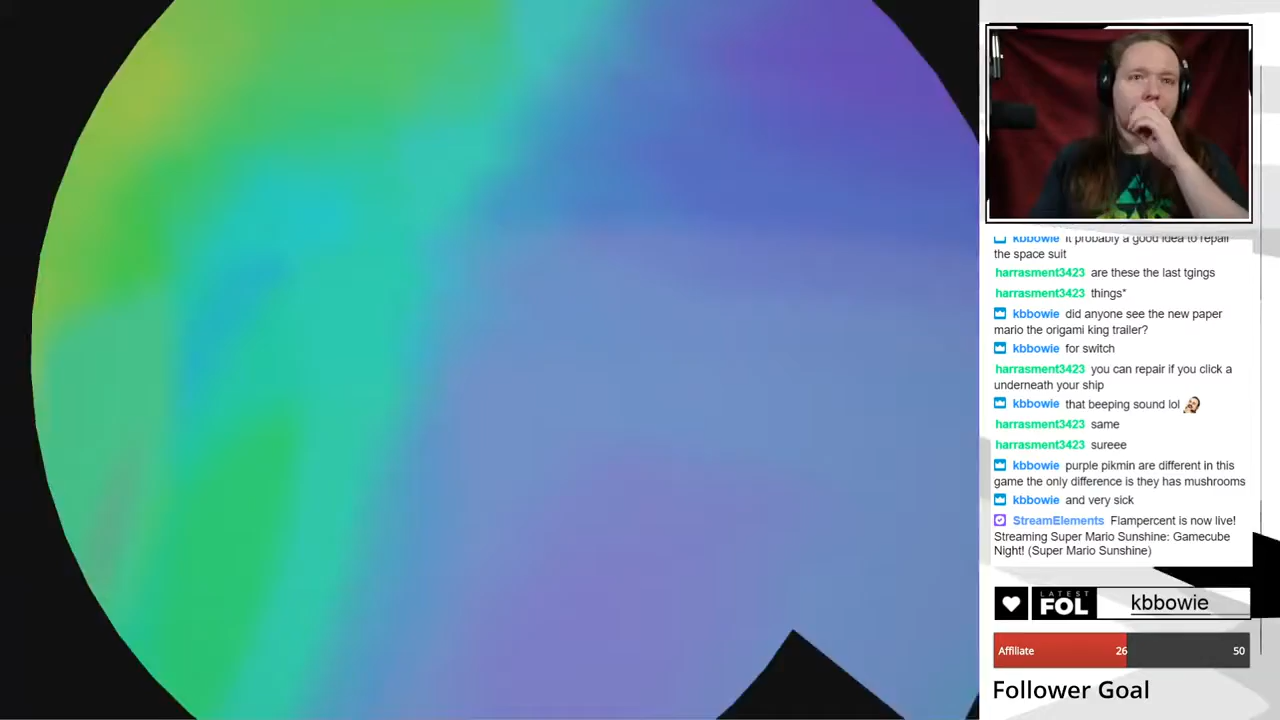 kbbowie it probably a good idea to repair
the space suit
harrasment3423 are these the last tgings
harrasment3423 things*
kbbowie did anyone see the new paper
mario the origami king trailer?
kbbowie for switch
harrasment3423 you can repair if you click a
underneath your ship
kbbowie that beeping sound lol
harrasment3423 same
harrasment3423 sureee
kbbowie purple pikmin are different in this
game the only difference is they has mushrooms
kbbowie and very sick
StreamElements Flampercent is now live!
Streaming Super Mario Sunshine: Gamecube
Night! (Super Mario Sunshine)
LATEST
FOL
kbbowie
Affiliate 26 50
Follower Goal